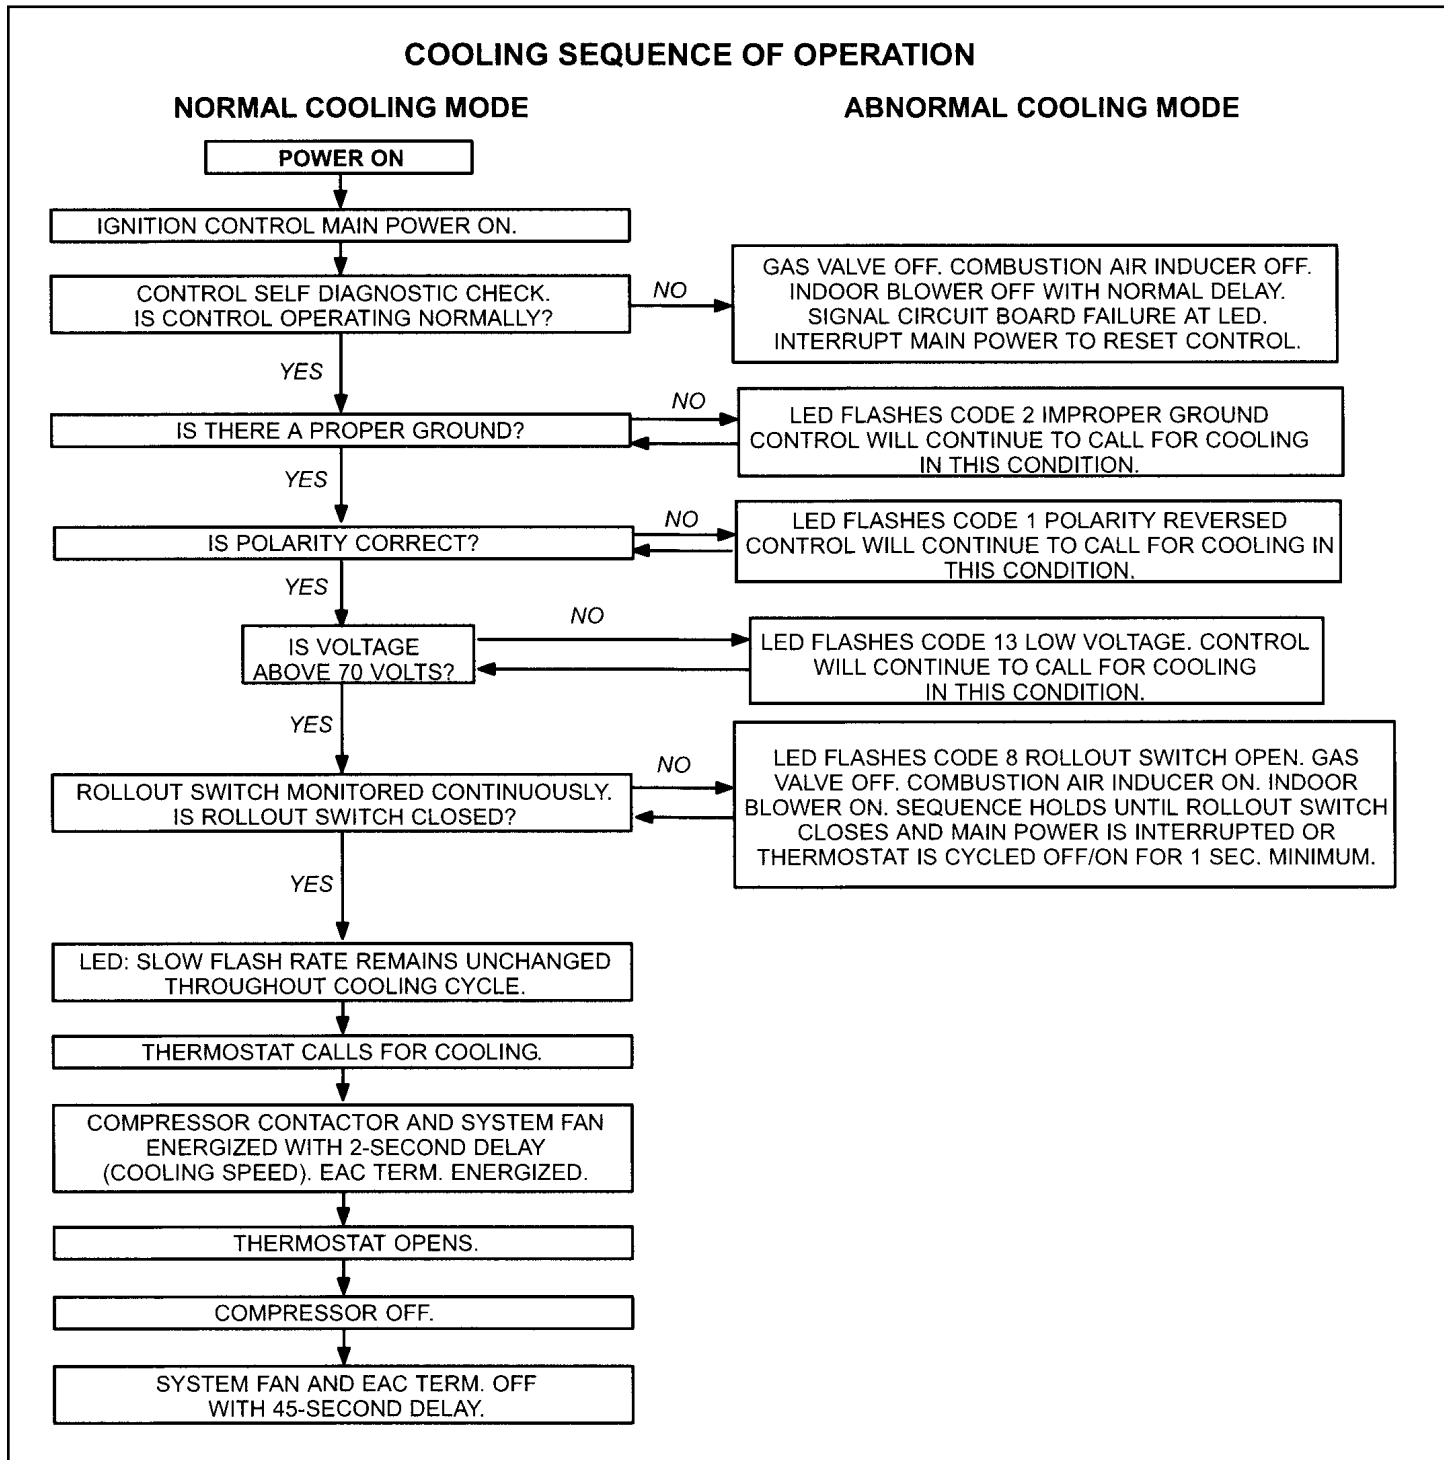 COOLING SEQUENCE OF OPERATION
NORMAL COOLING MODE
ABNORMAL COOLING MODE
POWER ON
IGNITION CONTROL MAIN POWER ON.
CONTROL SELF DIAGNOSTIC CHECK.
IS CONTROL OPERATING NORMALLY?
NO
GAS VALVE OFF. COMBUSTION AIR INDUCER OFF.
INDOOR BLOWER OFF WITH NORMAL DELAY.
SIGNAL CIRCUIT BOARD FAILURE AT LED.
INTERRUPT MAIN POWER TO RESET CONTROL.
YES
IS THERE A PROPER GROUND?
NO
LED FLASHES CODE 2 IMPROPER GROUND
CONTROL WILL CONTINUE TO CALL FOR COOLING
IN THIS CONDITION.
YES
IS POLARITY CORRECT?
NO
LED FLASHES CODE 1 POLARITY REVERSED
CONTROL WILL CONTINUE TO CALL FOR COOLING IN
THIS CONDITION.
YES
IS VOLTAGE
ABOVE 70 VOLTS?
NO
LED FLASHES CODE 13 LOW VOLTAGE. CONTROL
WILL CONTINUE TO CALL FOR COOLING
IN THIS CONDITION.
YES
ROLLOUT SWITCH MONITORED CONTINUOUSLY.
IS ROLLOUT SWITCH CLOSED?
NO
LED FLASHES CODE 8 ROLLOUT SWITCH OPEN. GAS
VALVE OFF. COMBUSTION AIR INDUCER ON. INDOOR
BLOWER ON. SEQUENCE HOLDS UNTIL ROLLOUT SWITCH
CLOSES AND MAIN POWER IS INTERRUPTED OR
THERMOSTAT IS CYCLED OFF/ON FOR 1 SEC. MINIMUM.
YES
LED: SLOW FLASH RATE REMAINS UNCHANGED
THROUGHOUT COOLING CYCLE.
THERMOSTAT CALLS FOR COOLING.
COMPRESSOR CONTACTOR AND SYSTEM FAN
ENERGIZED WITH 2-SECOND DELAY
(COOLING SPEED). EAC TERM. ENERGIZED.
THERMOSTAT OPENS.
COMPRESSOR OFF.
SYSTEM FAN AND EAC TERM. OFF
WITH 45-SECOND DELAY.